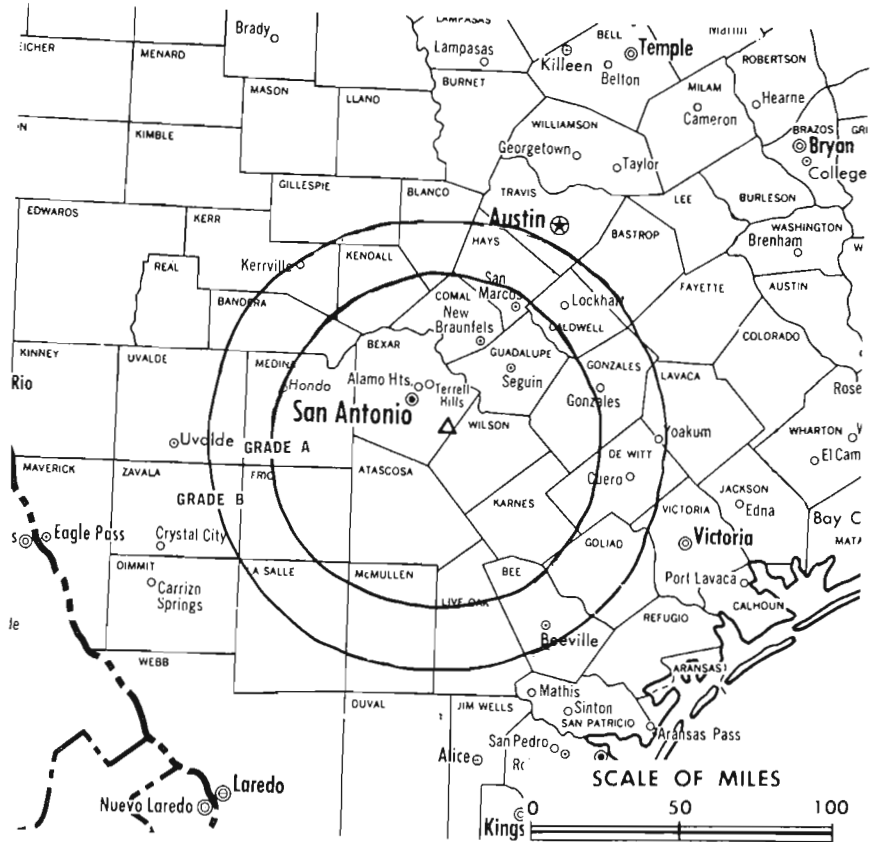 LAMPASAS
Brady
BELL
Temple
EICHER
MENARD
Lampasas
Killeen
Belton
ROBERTSON
BURNET
MASON
LLAND
MILAM
Cameron
Hearne
WILLIAMSON
KIMBLE
Georgetown
Taylor
BRAZOS
Bryan
College
GILLESPIE
BLANCO
TRAVIS
LEE
BURLESON
EDWARDS
KERR
Austin
HAYS
BASTROP
WASHINGTON
Brenham
REAL
Kerrville
KENDALL
San
Marcos
FAYETTE
AUSTIN
BANDERA
COMAL
New
Braunfels
Lockhart
CALDWELL
COLORADO
KINNEY
UVALDE
MEDINA
BEXAR
GUADALUPE
Seguin
GONZALES
Gonzales
LAVACA
Rio
Hondo
Alamo Hts.
Terrell
Hills
Rose
San Antonio
WILSON
WHARTON
Uvalde
GRADE A
Yoakum
El Cam
MAVERICK
ZAVALA
FRIO
ATASCOSA
DE WITT
Cuero
GRADE B
KARNES
VICTORIA
JACKSON
Edna
Bay C
MATA
Eagle Pass
Crystal City
GOLIAD
Victoria
DIMMIT
LA SALLE
McMULLEN
BEE
Carrizn
Springs
LIVE OAK
Port Lavaca
CALHOUN
REFUGIO
Beeville
WEBB
ARANSAS
DUVAL
JIM WELLS
Mathis
Sinton
SAN PATRICIO
Aransas Pass
Alice
San Pedro
SCALE OF MILES
Laredo
Nuevo Laredo
0 50 100
Kings